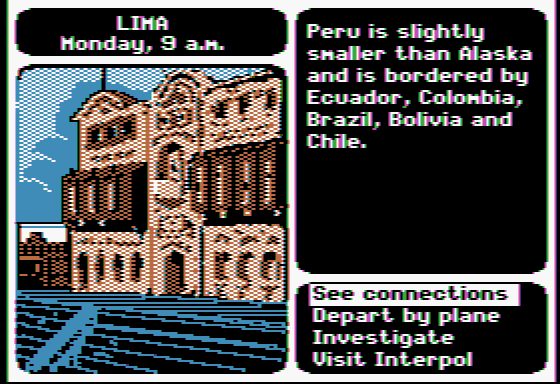 LIMA
Monday, 9 a.m.
Peru is slightly
smaller than Alaska
and is bordered by
Ecuador, Colombia,
Brazil, Bolivia and
Chile.
See connections
Depart by plane
Investigate
Visit Interpol